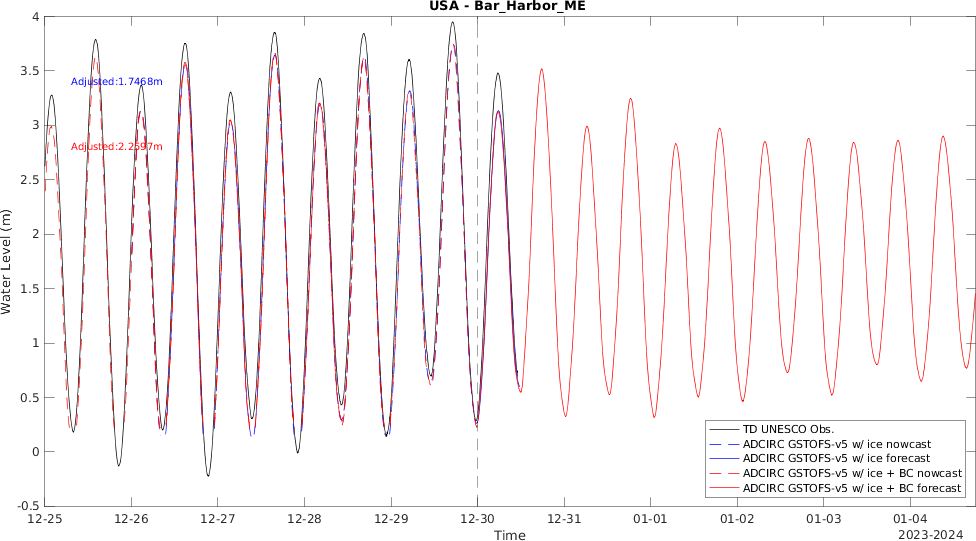 USA - Bar_Harbor_ME
Water Level (m)
4
3.5
3
2.5
2
1.5
1
0.5
0
-0.5
Adjusted:1.7468m
Adjusted:2.2597m
TD UNESCO Obs.
ADCIRC GSTOFS-v5 w/ ice nowcast
ADCIRC GSTOFS-v5 w/ ice forecast
ADCIRC GSTOFS-v5 w/ ice + BC nowcast
ADCIRC GSTOFS-v5 w/ ice + BC forecast
12-25 12-26 12-27 12-28 12-29 12-30 12-31 01-01 01-02 01-03 01-04
Time
2023-2024